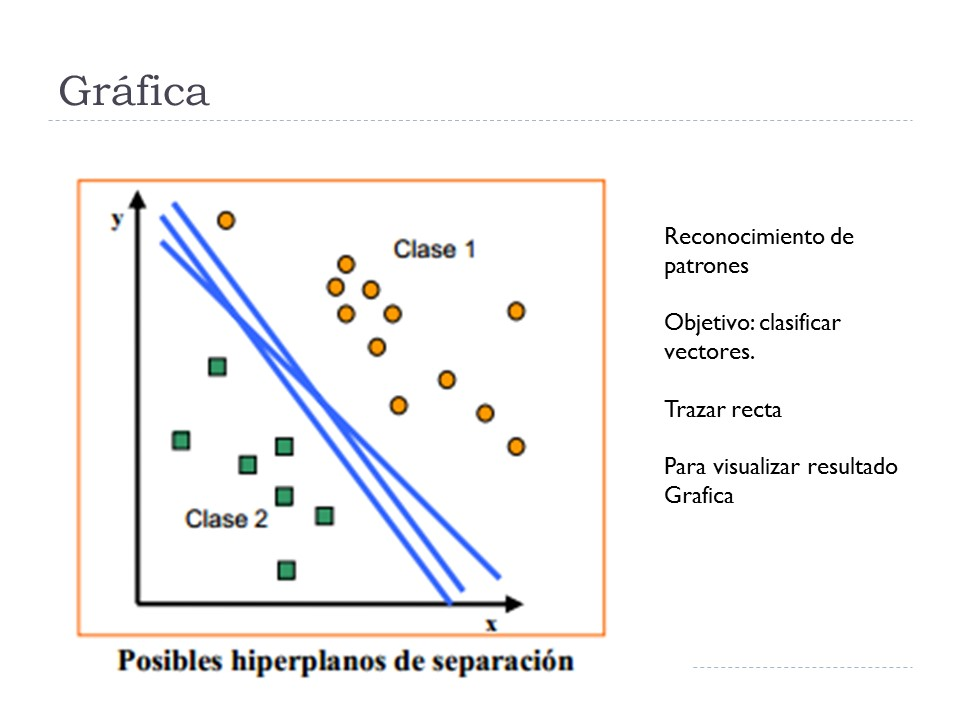 Gráfica
y
Clase 1
Clase 2
x
Posibles hiperplanos de separación
Reconocimiento de
patrones
Objetivo: clasificar
vectores.
Trazar recta
Para visualizar resultado
Grafica